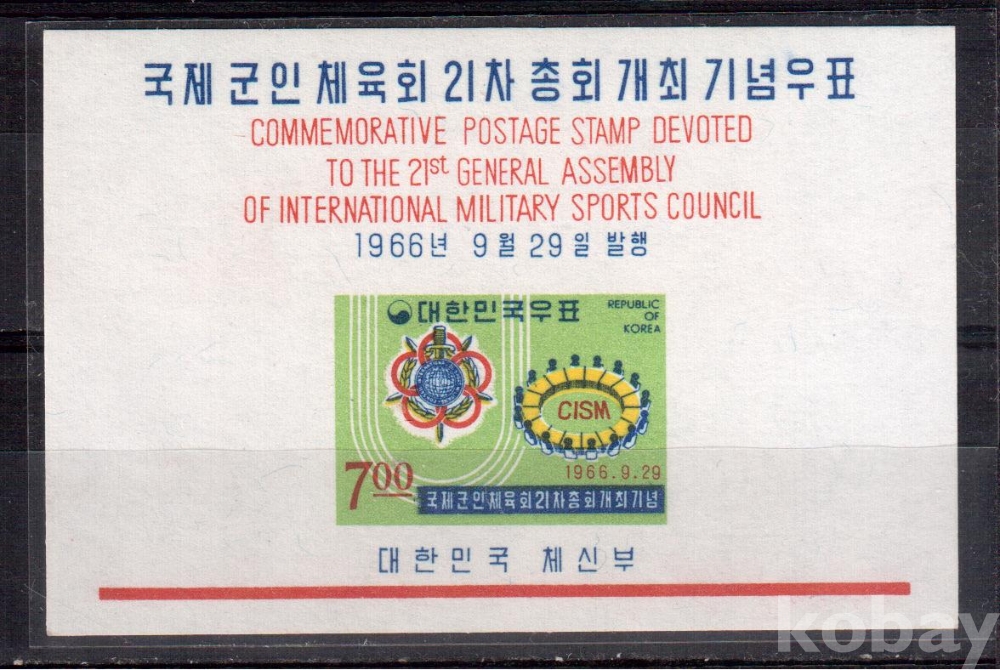 국제 군인 체육회 21차 총회 개최 기념우표
COMMEMORATIVE POSTAGE STAMP DEVOTED
TO THE 21st GENERAL ASSEMBLY
OF INTERNATIONAL MILITARY SPORTS COUNCIL
1966년 9월 29일 발행
대한민국우표
REPUBLIC
OF
KOREA
CISM
1966.9.29
700
국제군인체육회21차총회개최기념
대한민국 체신부
kobay